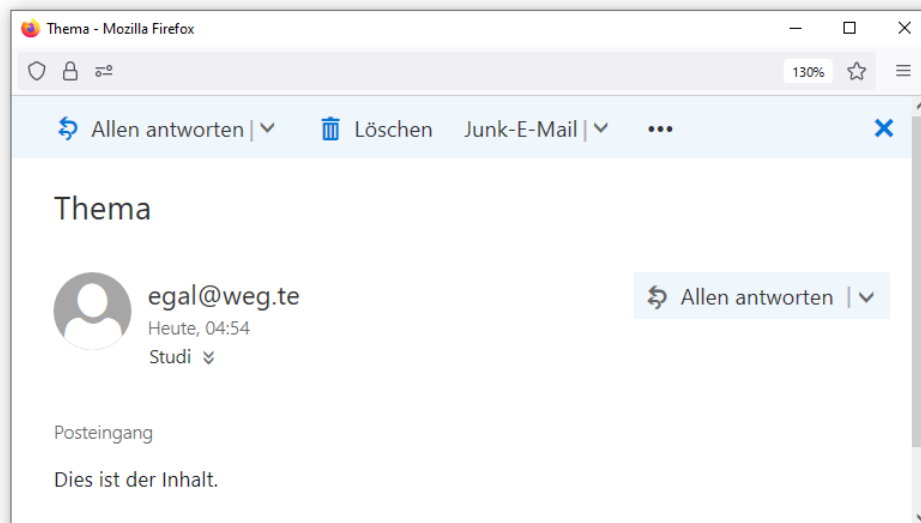 Thema - Mozilla Firefox
130%
Allen antworten | Löschen Junk-E-Mail | •••
Thema
egal@weg.te
Allen antworten |
Heute, 04:54
Studi
Posteingang
Dies ist der Inhalt.